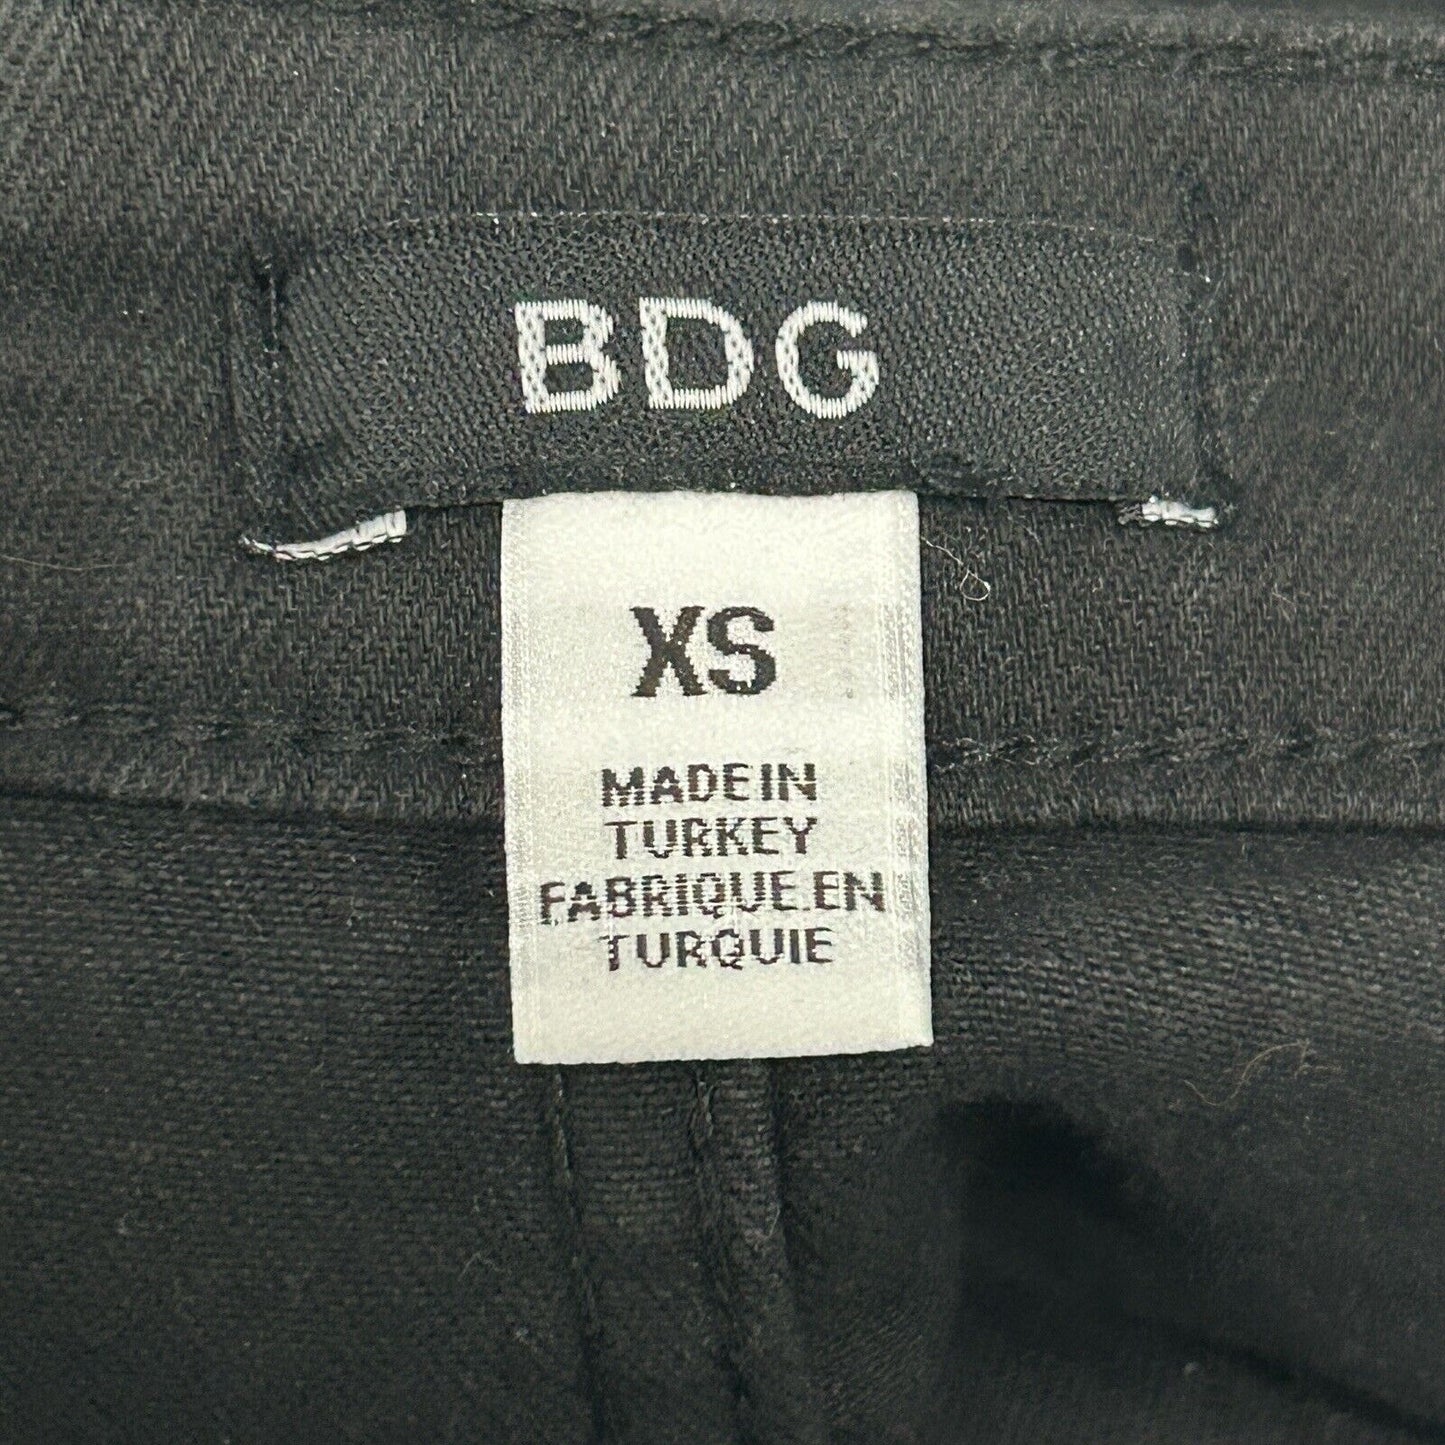 BDG
XS
MADE IN
TURKEY
FABRIQUE EN
TURQUIE